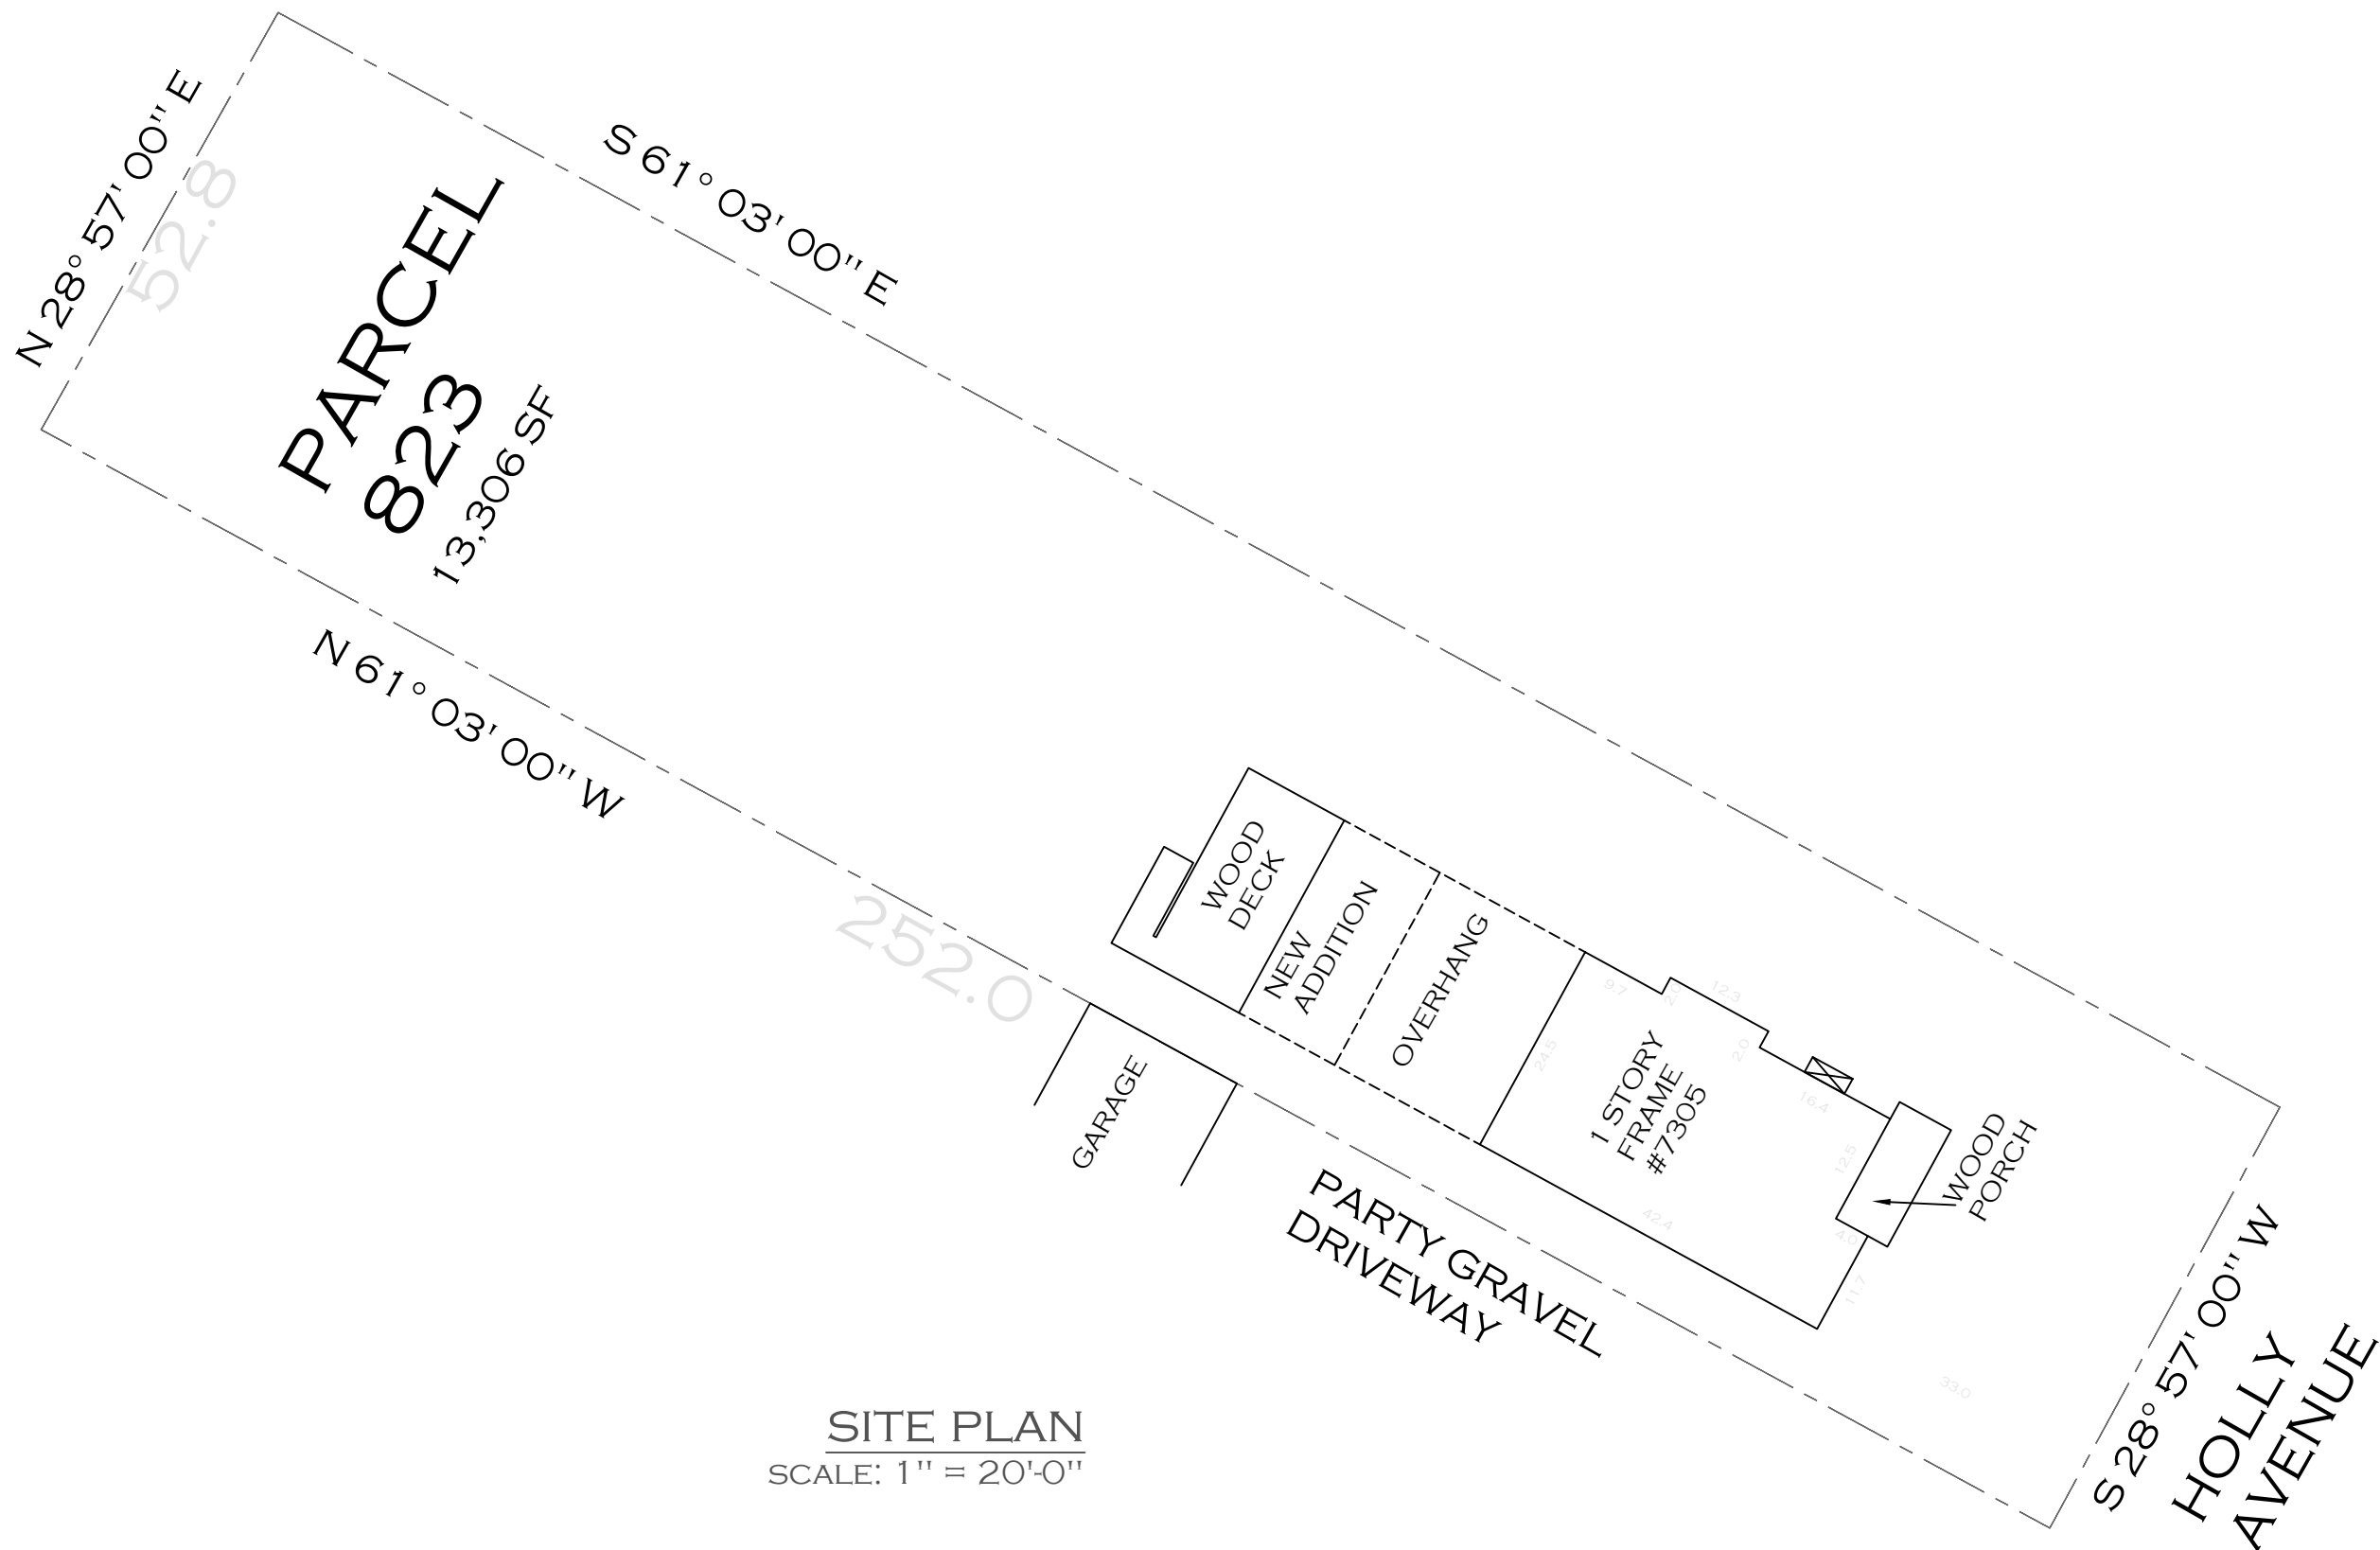 N 28° 57' 00" E
52.8
S 61° 03' 00" E
PARCEL
823
13,306 SF
N 61° 03' 00" W
252.0
WOOD
DECK
NEW
ADDITION
OVERHANG
GARAGE
9.7
2.0
12.3
2.0
24.5
1 STORY
FRAME
#7305
16.4
12.5
42.4
4.0
11.7
WOOD
PORCH
33.0
PARTY GRAVEL
DRIVEWAY
S 28° 57' 00" W
HOLLY
AVENUE
SITE PLAN
SCALE: 1" = 20'-0"